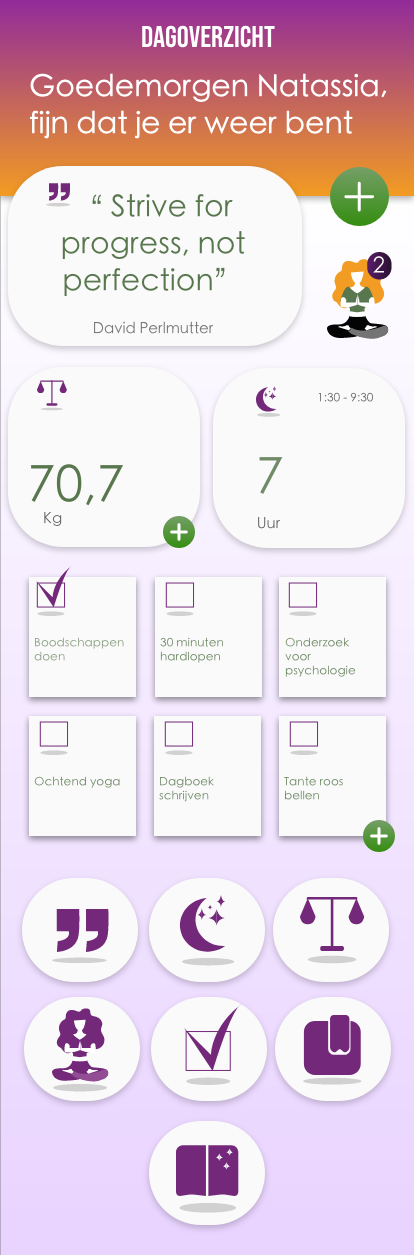 DAGOVERZICHT
Goedemorgen Natassia,
fijn dat je er weer bent
“ Strive for
progress, not
perfection”
David Perlmutter
2
70,7
Kg
1:30 - 9:30
7
Uur
Boodschappen
doen
30 minuten
hardlopen
Onderzoek
voor
psychologie
Ochtend yoga
Dagboek
schrijven
Tante roos
bellen